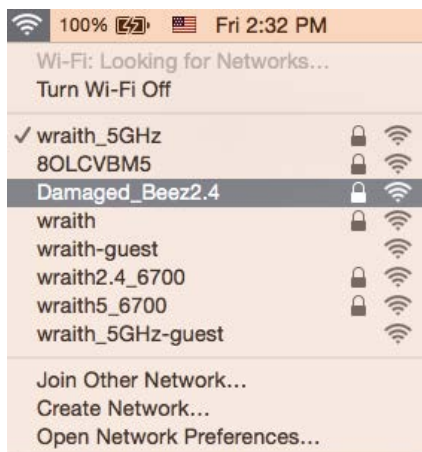 100% Fri 2:32 PM
Wi-Fi: Looking for Networks...
Turn Wi-Fi Off
wraith_5GHz
8OLCVBM5
Damaged_Beez2.4
wraith
wraith-guest
wraith2.4_6700
wraith5_6700
wraith_5GHz-guest
Join Other Network...
Create Network...
Open Network Preferences...